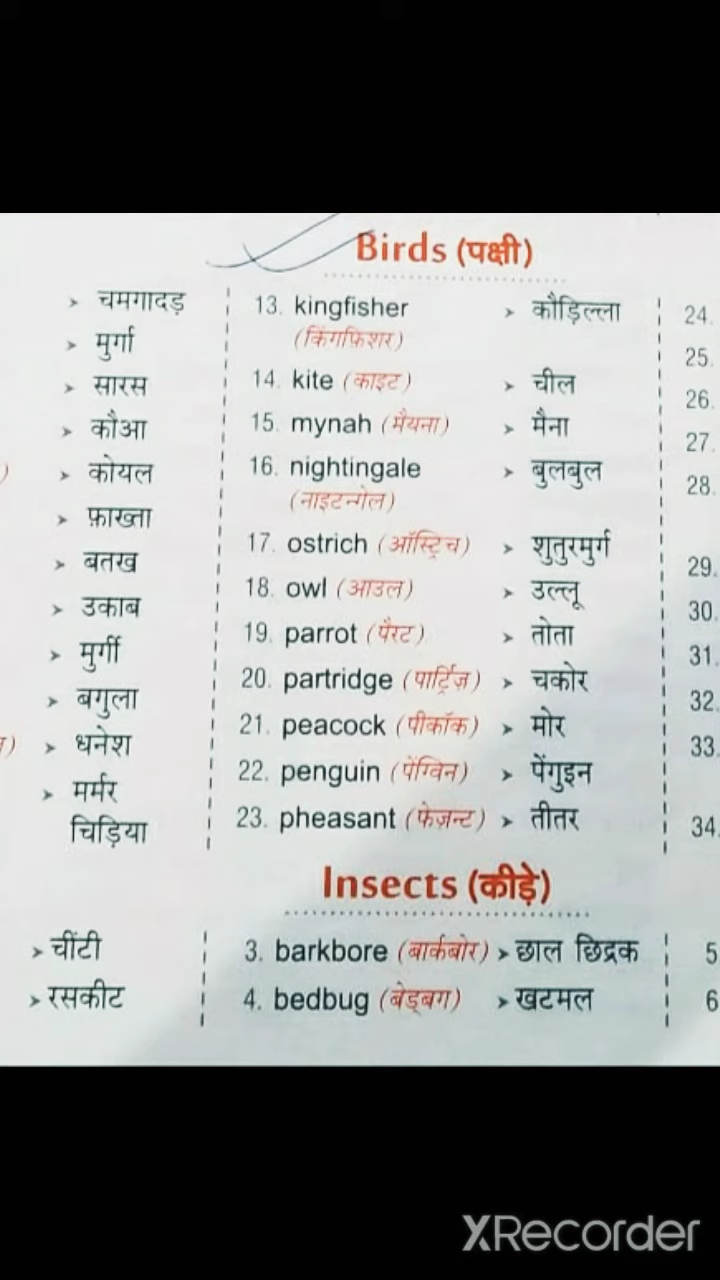 Birds (पक्षी)
➤ चमगादड़
➤ मुर्गा
➤ सारस
➤ कौआ
) ➤ कोयल
➤ फ़ाख्ता
➤ बतख
➤ उकाब
➤ मुर्गी
➤ बगुला
) ➤ धनेश
➤ मर्मर
चिड़िया
13. kingfisher ➤ कौड़िल्ला
(किंगफ़िशर)
14. kite (काइट) ➤ चील
15. mynah (मैयना) ➤ मैना
16. nightingale ➤ बुलबुल
(नाइटन्गेल)
17. ostrich (ऑस्ट्रिच) ➤ शुतुरमुर्ग
18. owl (आउल) ➤ उल्लू
19. parrot (पैरट) ➤ तोता
20. partridge (पार्ट्रिज़) ➤ चकोर
21. peacock (पीकॉक) ➤ मोर
22. penguin (पेंग्विन) ➤ पेंगुइन
23. pheasant (फेज़न्ट) ➤ तीतर
24.
25.
26.
27.
28.
29.
30.
31.
32.
33.
34.
Insects (कीड़े)
➤ चींटी
➤ रसकीट
3. barkbore (बार्कबोर) ➤ छाल छिद्रक
4. bedbug (बेड्बग) ➤ खटमल
5
6
XRecorder